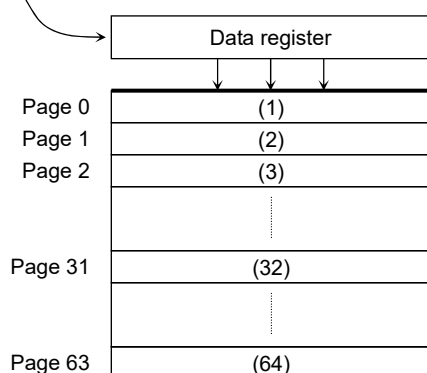 Data register
Page 0 (1)
Page 1 (2)
Page 2 (3)
Page 31 (32)
Page 63 (64)